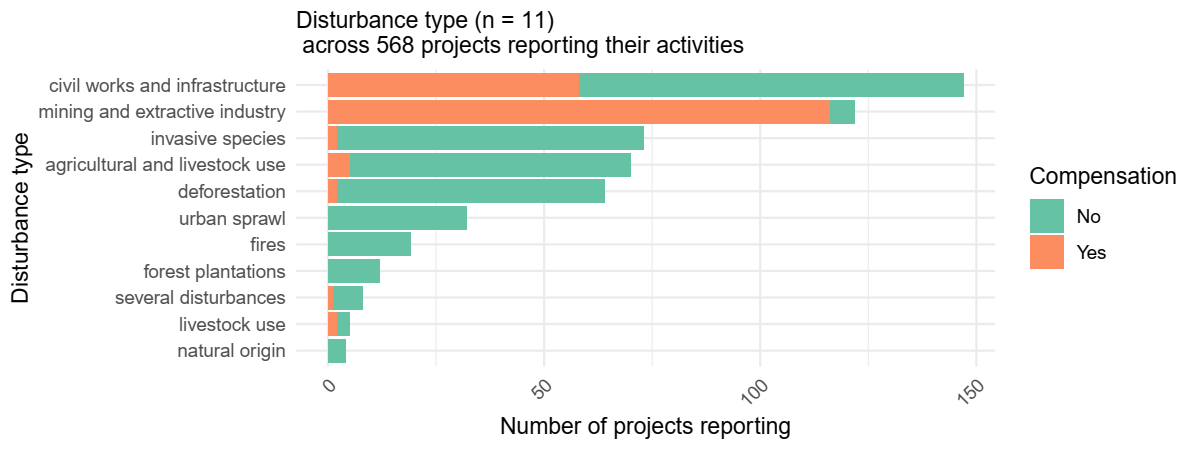 Disturbance type (n = 11)
across 568 projects reporting their activities
Disturbance type
civil works and infrastructure
mining and extractive industry
invasive species
agricultural and livestock use
deforestation
urban sprawl
fires
forest plantations
several disturbances
livestock use
natural origin
0
50
100
150
Number of projects reporting
Compensation
No
Yes